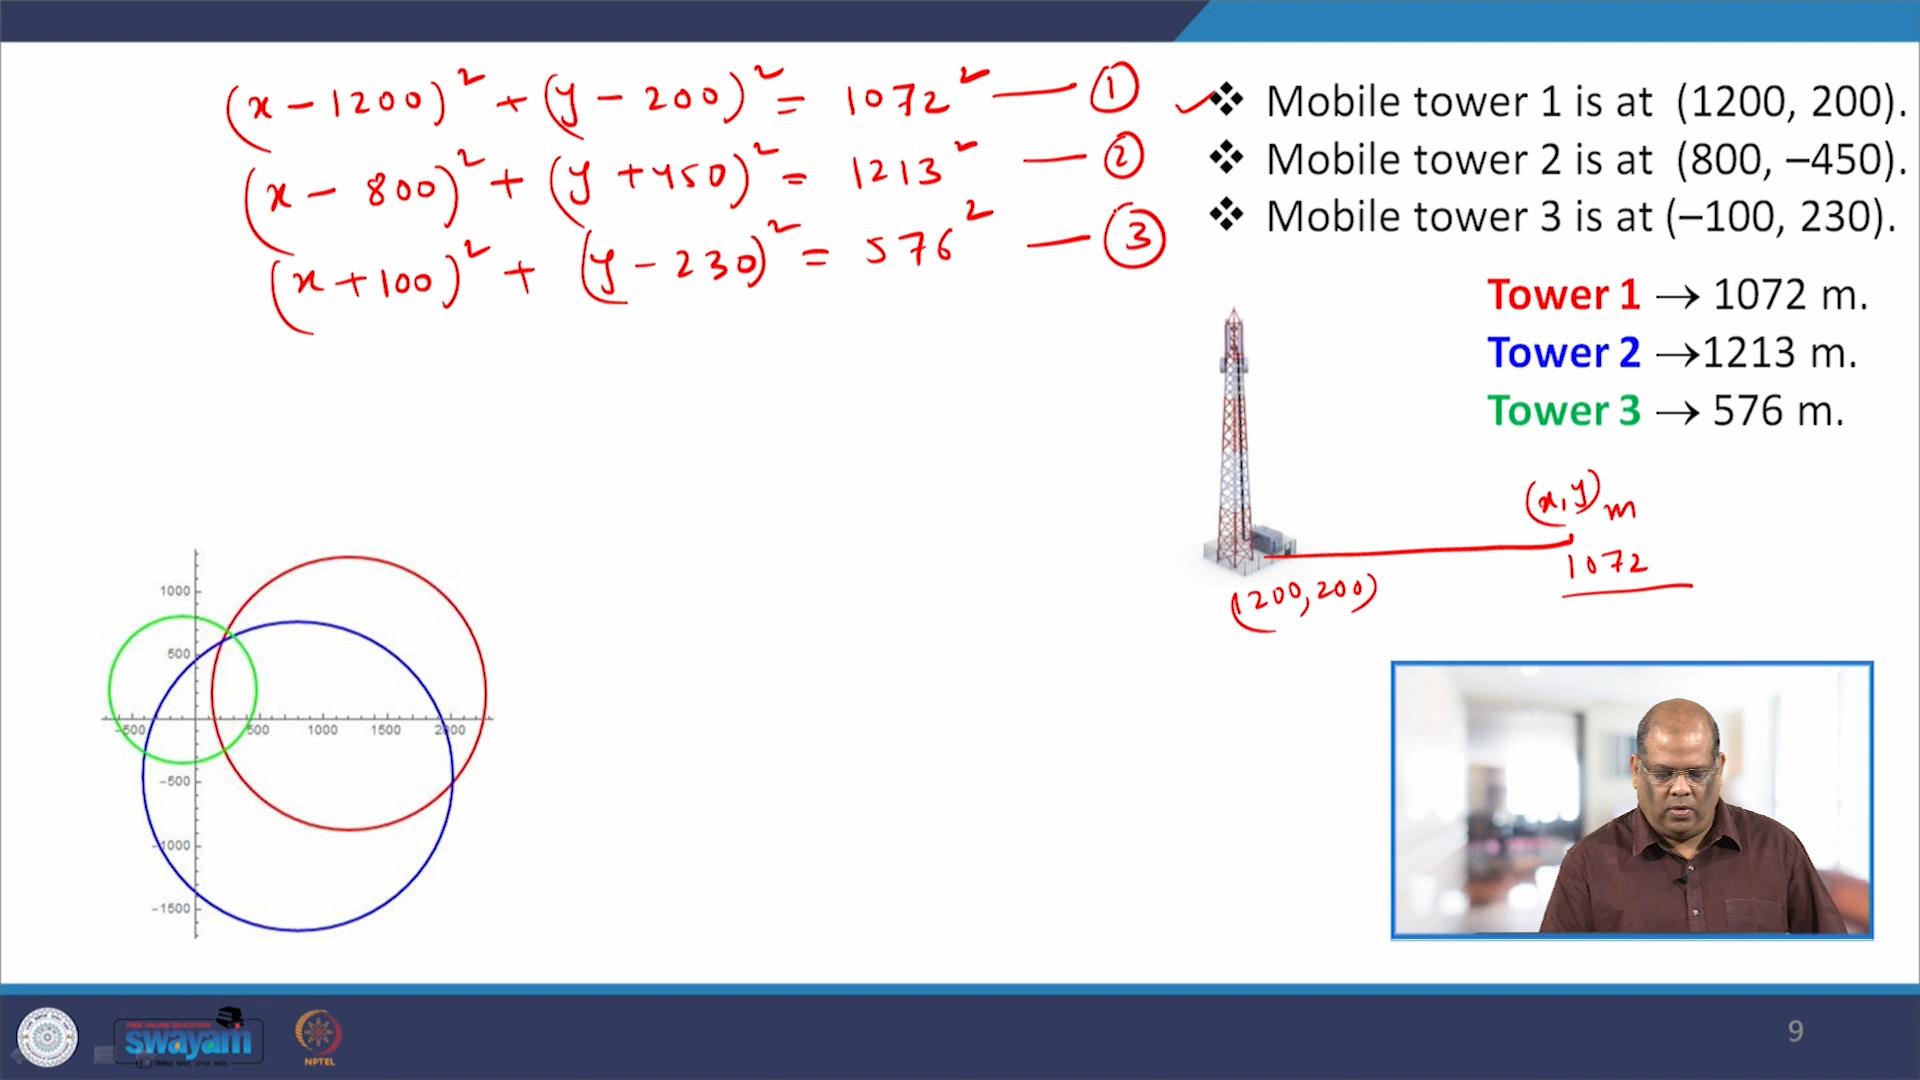 (x - 1200)² + (y - 200)² = 1072² — ①
(x - 800)² + (y + 450)² = 1213² — ②
(x + 100)² + (y - 230)² = 576² — ③
❖ Mobile tower 1 is at (1200, 200).
❖ Mobile tower 2 is at (800, –450).
❖ Mobile tower 3 is at (–100, 230).
Tower 1 → 1072 m.
Tower 2 →1213 m.
Tower 3 → 576 m.
(x, y) m
1072
(1200, 200)
1000
500
-500 500 1000 1500 2000
-500
-1000
-1500
FREE ONLINE EDUCATION
swayam
NPTEL
9